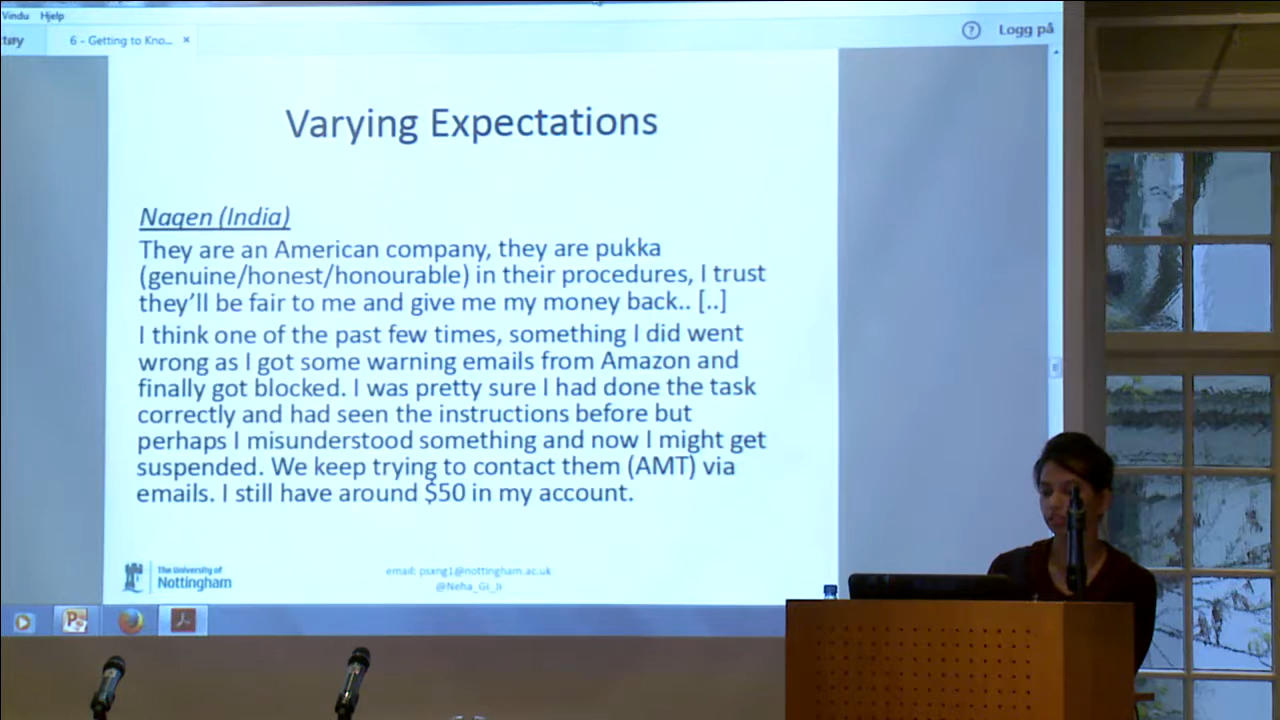 Vindu Hjelp
tøy 6 - Getting to Kno... × ? Logg på
Varying Expectations
Naqen (India)
They are an American company, they are pukka
(genuine/honest/honourable) in their procedures, I trust
they'll be fair to me and give me my money back.. [..]
I think one of the past few times, something I did went
wrong as I got some warning emails from Amazon and
finally got blocked. I was pretty sure I had done the task
correctly and had seen the instructions before but
perhaps I misunderstood something and now I might get
suspended. We keep trying to contact them (AMT) via
emails. I still have around $50 in my account.
The University of
Nottingham
email: psxng1@nottingham.ac.uk
@Neha_Gi_Ji